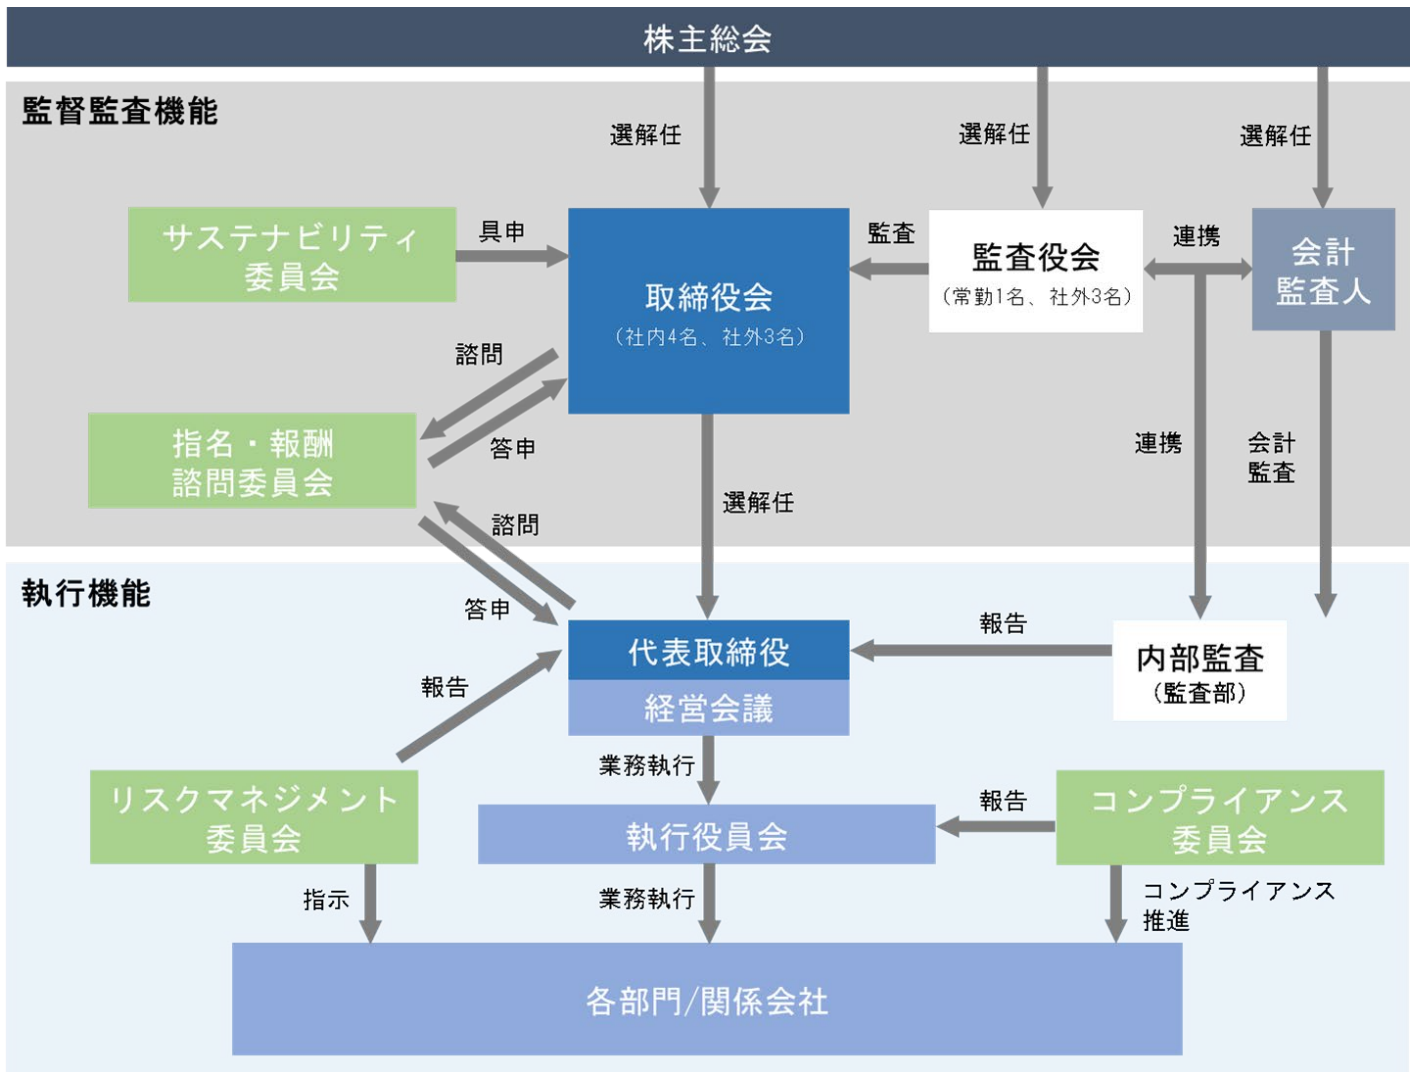 株主総会
監督監査機能
選解任
選解任
選解任
サステナビリティ
委員会
具申
取締役会
(社内4名、社外3名)
監査
監査役会
(常勤1名、社外3名)
連携
会計
監査人
諮問
答申
指名・報酬
諮問委員会
連携
会計
監査
選解任
諮問
答申
執行機能
代表取締役
経営会議
報告
内部監査
(監査部)
報告
業務執行
リスクマネジメント
委員会
執行役員会
報告
コンプライアンス
委員会
指示
業務執行
コンプライアンス
推進
各部門/関係会社